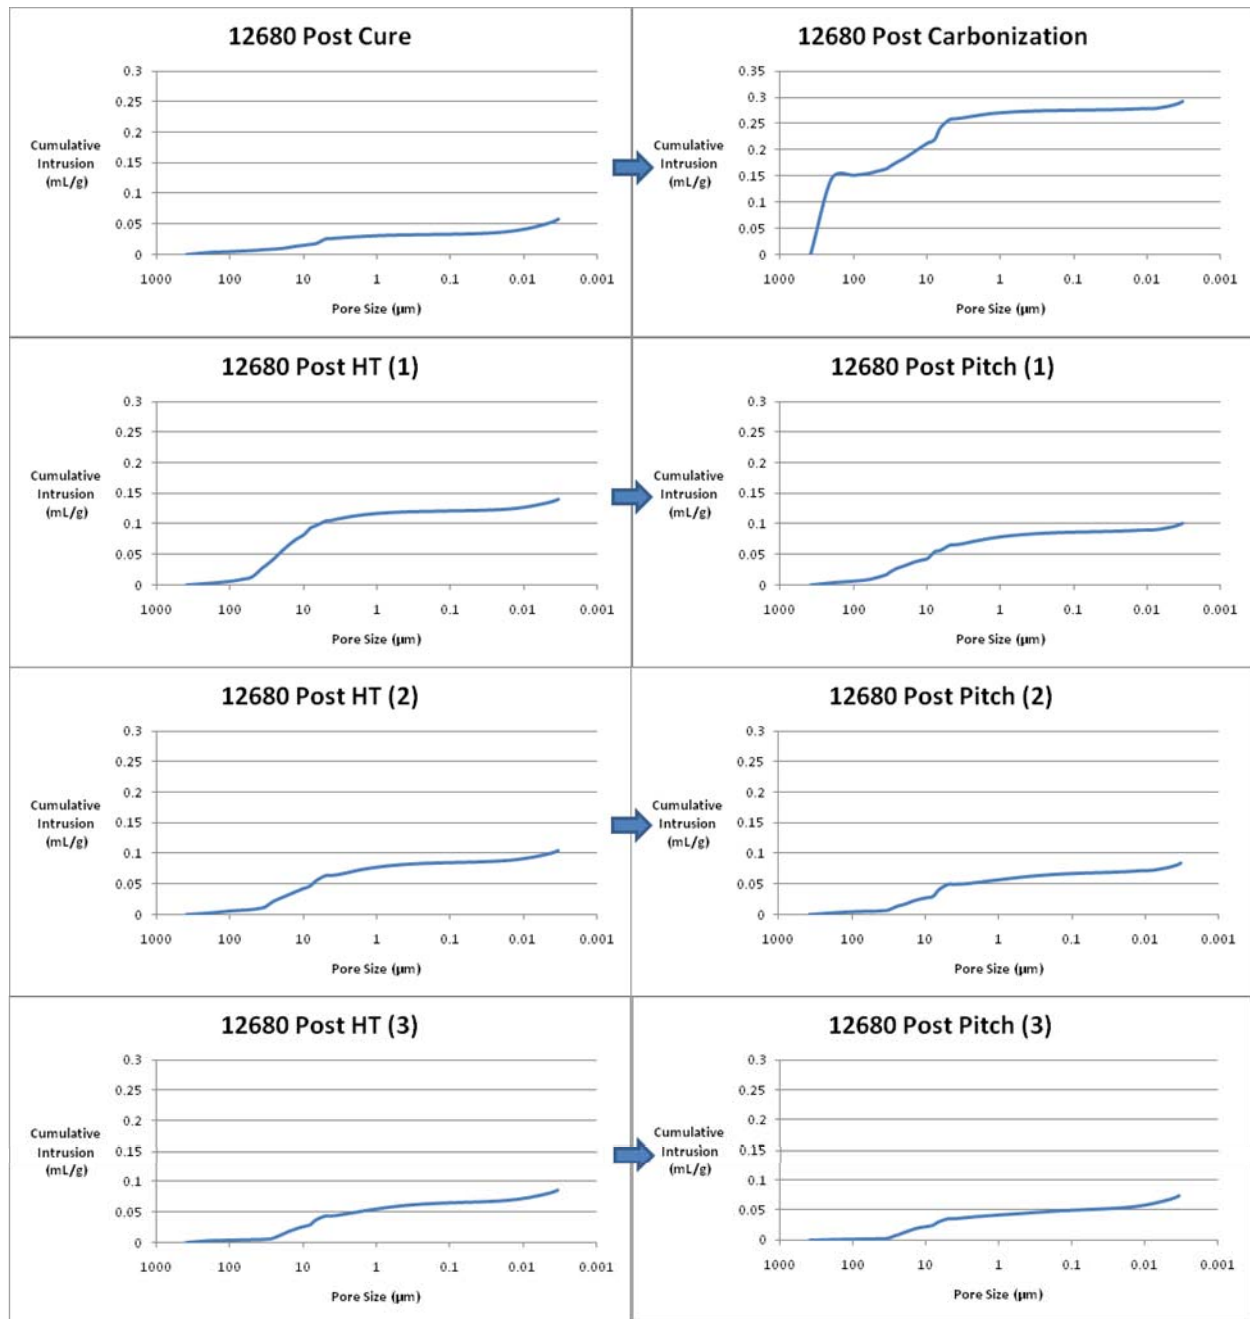 12680 Post Cure
0.3
0.25
0.2
0.15
0.1
0.05
0
Cumulative
Intrusion
(mL/g)
1000 100 10 1 0.1 0.01 0.001
Pore Size (µm)
12680 Post Carbonization
0.35
0.3
0.25
0.2
0.15
0.1
0.05
0
Cumulative
Intrusion
(mL/g)
1000 100 10 1 0.1 0.01 0.001
Pore Size (µm)
12680 Post HT (1)
0.3
0.25
0.2
0.15
0.1
0.05
0
Cumulative
Intrusion
(mL/g)
1000 100 10 1 0.1 0.01 0.001
Pore Size (µm)
12680 Post Pitch (1)
0.3
0.25
0.2
0.15
0.1
0.05
0
Cumulative
Intrusion
(mL/g)
1000 100 10 1 0.1 0.01 0.001
Pore Size (µm)
12680 Post HT (2)
0.3
0.25
0.2
0.15
0.1
0.05
0
Cumulative
Intrusion
(mL/g)
1000 100 10 1 0.1 0.01 0.001
Pore Size (µm)
12680 Post Pitch (2)
0.3
0.25
0.2
0.15
0.1
0.05
0
Cumulative
Intrusion
(mL/g)
1000 100 10 1 0.1 0.01 0.001
Pore Size (µm)
12680 Post HT (3)
0.3
0.25
0.2
0.15
0.1
0.05
0
Cumulative
Intrusion
(mL/g)
1000 100 10 1 0.1 0.01 0.001
Pore Size (µm)
12680 Post Pitch (3)
0.3
0.25
0.2
0.15
0.1
0.05
0
Cumulative
Intrusion
(mL/g)
1000 100 10 1 0.1 0.01 0.001
Pore Size (µm)